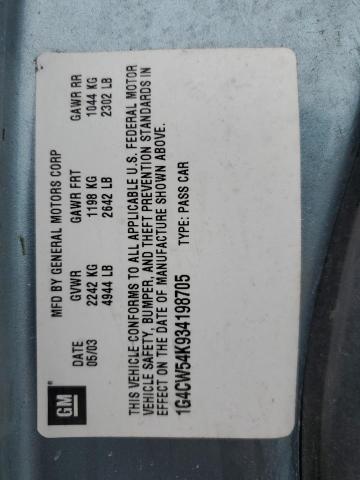 GM
MFD BY GENERAL MOTORS CORP
DATE GVWR GAWR FRT GAWR RR
05/03 2242 KG 1198 KG 1044 KG
4944 LB 2642 LB 2302 LB
THIS VEHICLE CONFORMS TO ALL APPLICABLE U.S. FEDERAL MOTOR
VEHICLE SAFETY, BUMPER, AND THEFT PREVENTION STANDARDS IN
EFFECT ON THE DATE OF MANUFACTURE SHOWN ABOVE.
1G4CW54K934198705 TYPE: PASS CAR